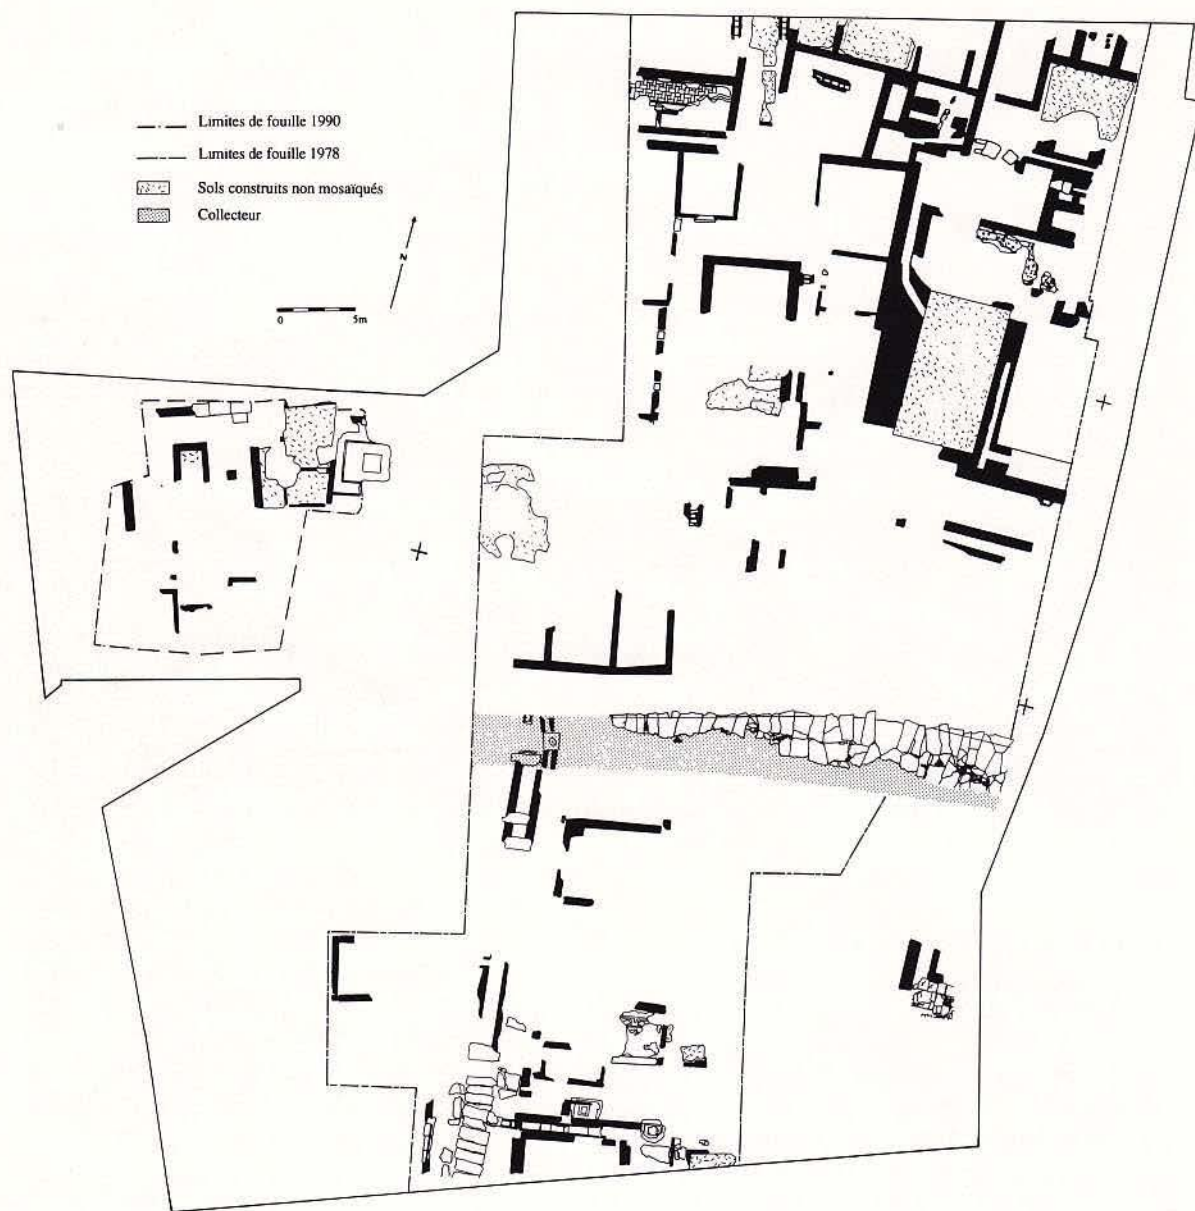 Limites de fouille 1990
Limites de fouille 1978
Sols construits non mosaïqués
Collecteur
N
0 5m